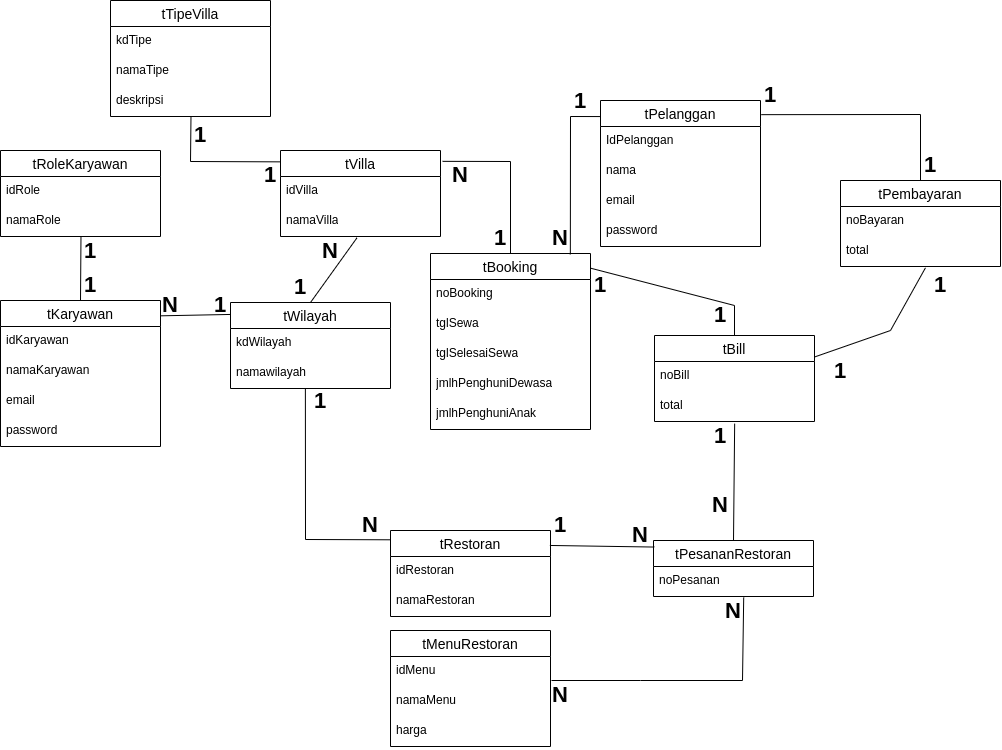 tTipeVilla
kdTipe
namaTipe
deskripsi
1
1
tRoleKaryawan
idRole
namaRole
1
1
tVilla
idVilla
namaVilla
N
1
N
1
tPelanggan
IdPelanggan
nama
email
password
1
N
1
1
tPembayaran
noBayaran
total
1
1
tKaryawan
idKaryawan
namaKaryawan
email
password
N
1
tWilayah
kdWilayah
namawilayah
1
N
tBooking
noBooking
tglSewa
tglSelesaiSewa
jmlhPenghuniDewasa
jmlhPenghuniAnak
1
1
tBill
noBill
total
1
N
tRestoran
idRestoran
namaRestoran
1
N
tPesananRestoran
noPesanan
N
N
tMenuRestoran
idMenu
namaMenu
harga